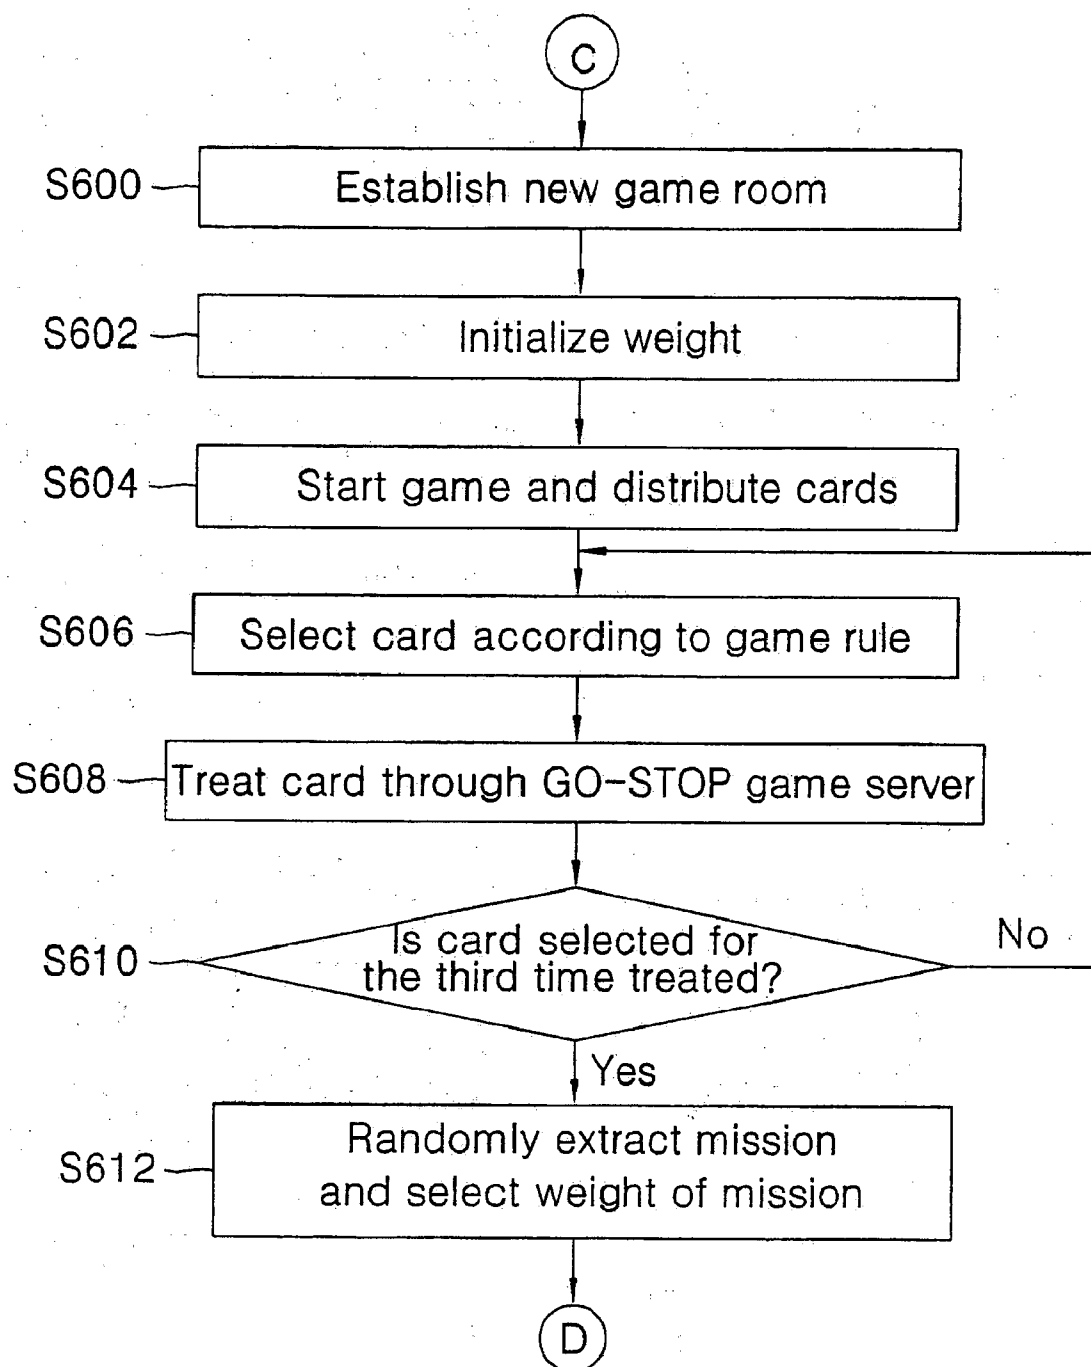 C
S600
Establish new game room
S602
Initialize weight
S604
Start game and distribute cards
S606
Select card according to game rule
S608
Treat card through GO-STOP game server
S610
Is card selected for
the third time treated?
No
Yes
S612
Randomly extract mission
and select weight of mission
D